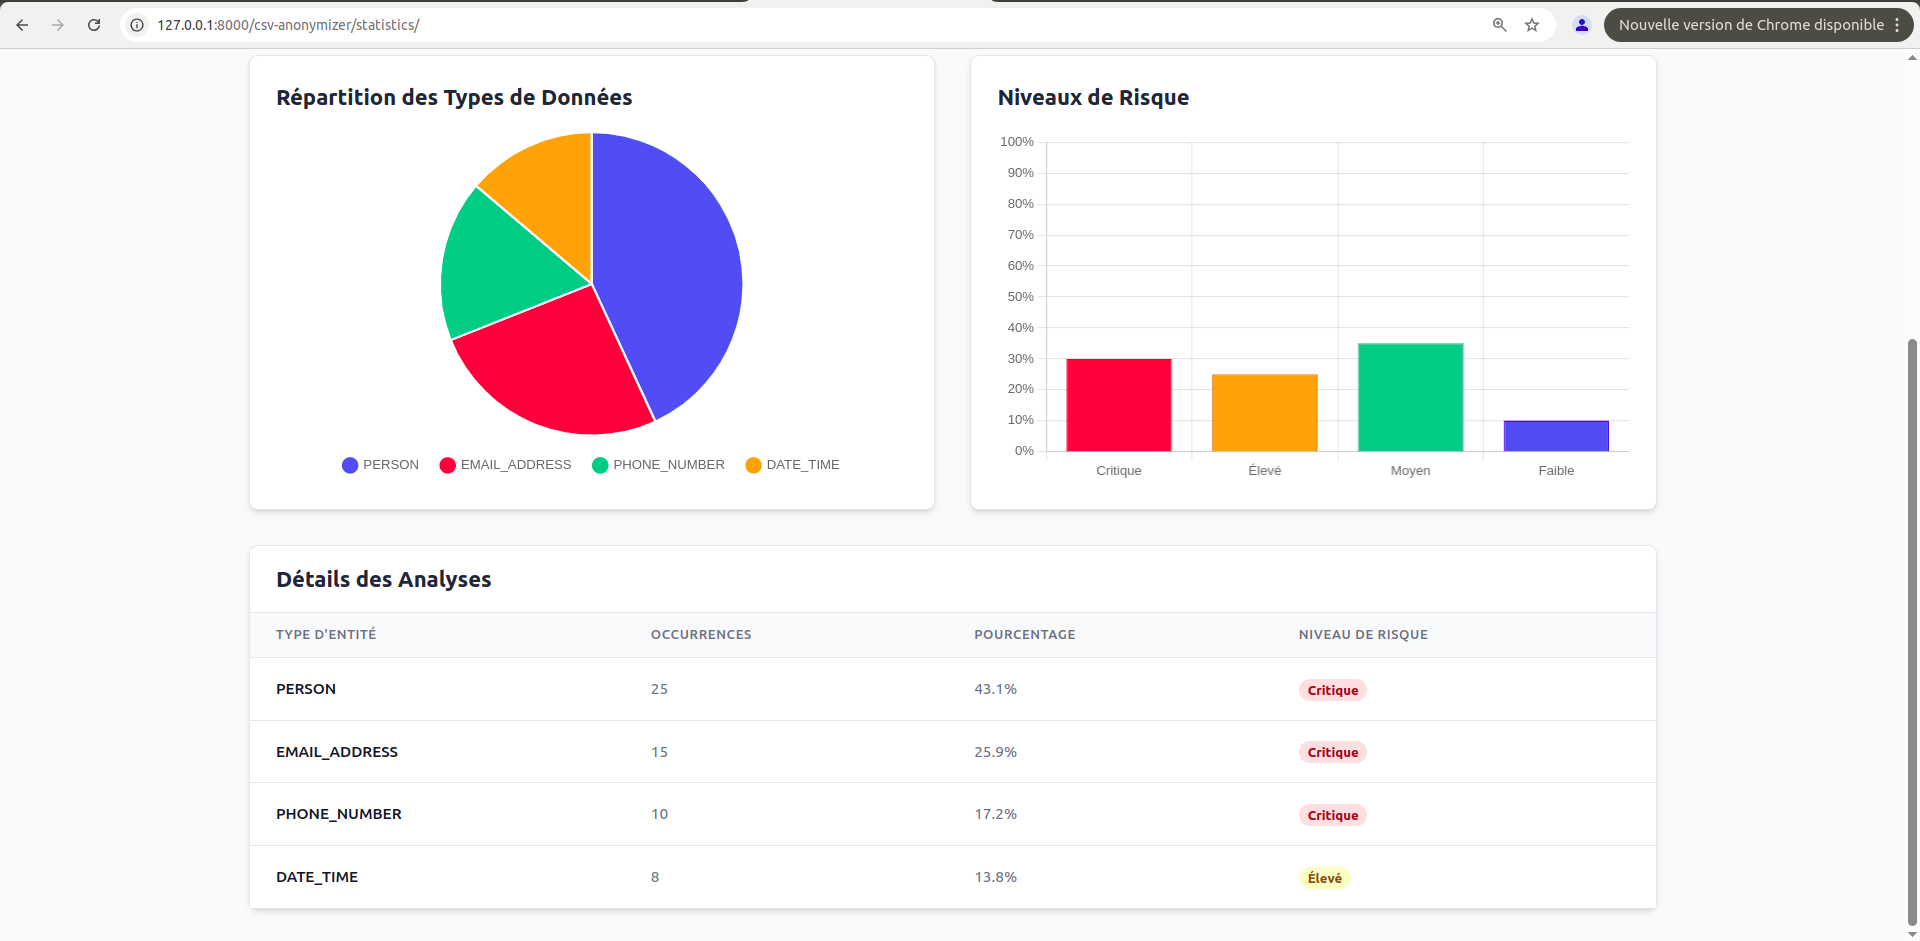 127.0.0.1:8000/csv-anonymizer/statistics/
Nouvelle version de Chrome disponible
Répartition des Types de Données
PERSON EMAIL_ADDRESS PHONE_NUMBER DATE_TIME
Niveaux de Risque
100%
90%
80%
70%
60%
50%
40%
30%
20%
10%
0%
Critique Élevé Moyen Faible
Détails des Analyses
TYPE D'ENTITÉ OCCURRENCES POURCENTAGE NIVEAU DE RISQUE
PERSON 25 43.1% Critique
EMAIL_ADDRESS 15 25.9% Critique
PHONE_NUMBER 10 17.2% Critique
DATE_TIME 8 13.8% Élevé